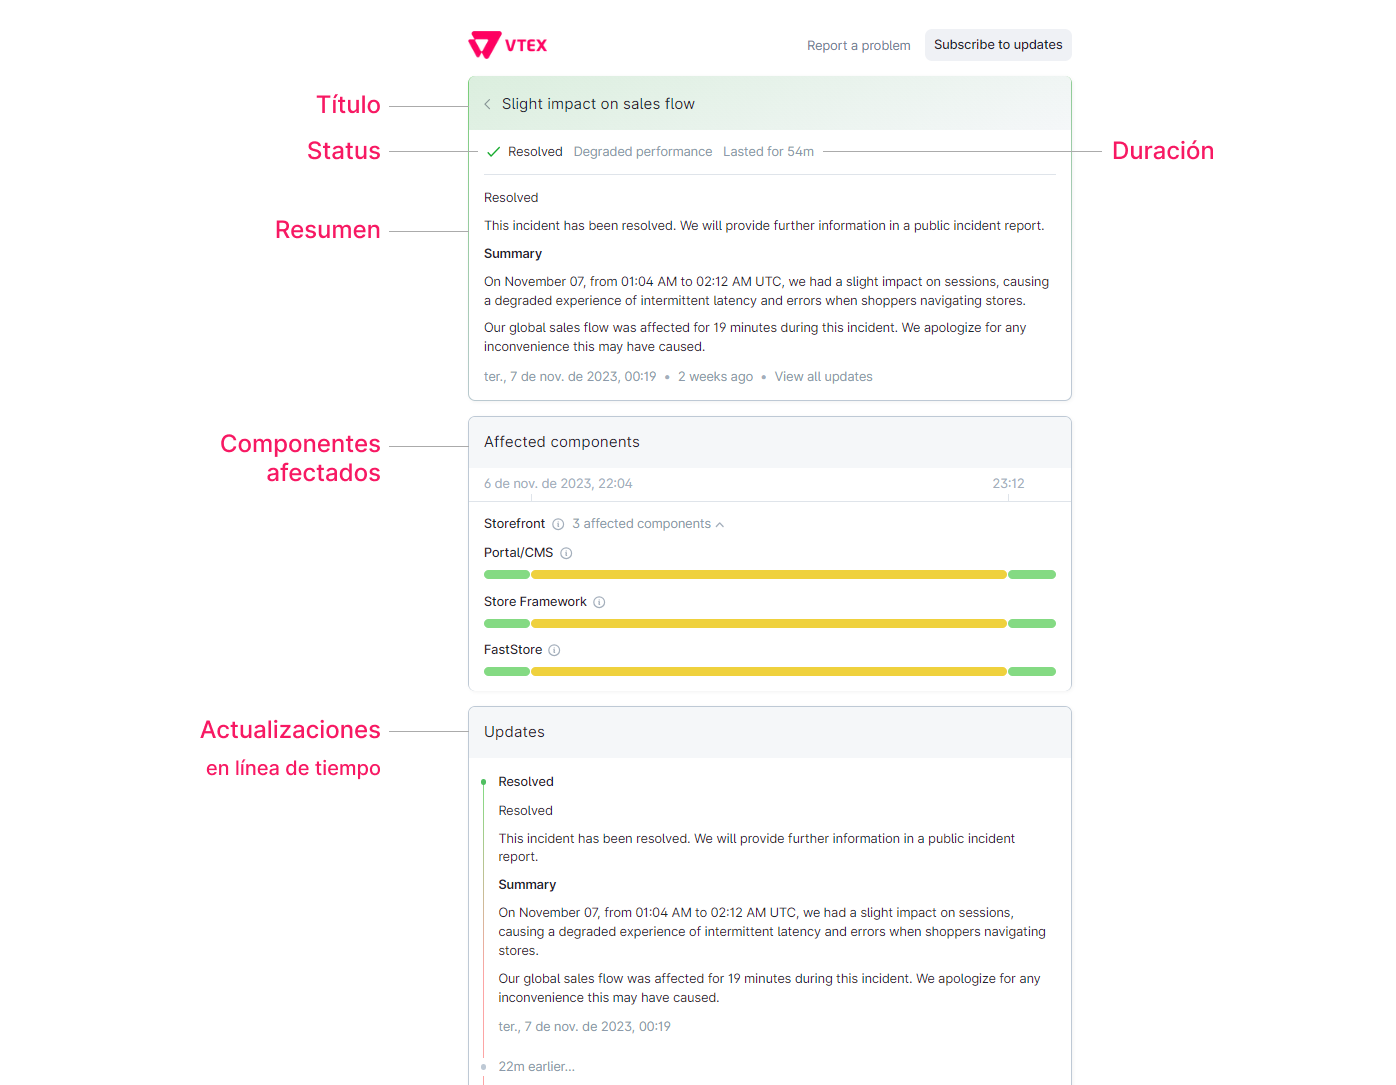 VTEX
Report a problem
Subscribe to updates
Título
Slight impact on sales flow
Status
Resolved Degraded performance Lasted for 54m
Duración
Resolved
Resumen
This incident has been resolved. We will provide further information in a public incident report.
Summary
On November 07, from 01:04 AM to 02:12 AM UTC, we had a slight impact on sessions, causing
a degraded experience of intermittent latency and errors when shoppers navigating stores.
Our global sales flow was affected for 19 minutes during this incident. We apologize for any
inconvenience this may have caused.
ter., 7 de nov. de 2023, 00:19 • 2 weeks ago • View all updates
Componentes
afectados
Affected components
6 de nov. de 2023, 22:04
23:12
Storefront 3 affected components
Portal/CMS
Store Framework
FastStore
Actualizaciones
en línea de tiempo
Updates
Resolved
Resolved
This incident has been resolved. We will provide further information in a public incident
report.
Summary
On November 07, from 01:04 AM to 02:12 AM UTC, we had a slight impact on sessions,
causing a degraded experience of intermittent latency and errors when shoppers navigating
stores.
Our global sales flow was affected for 19 minutes during this incident. We apologize for any
inconvenience this may have caused.
ter., 7 de nov. de 2023, 00:19
22m earlier...